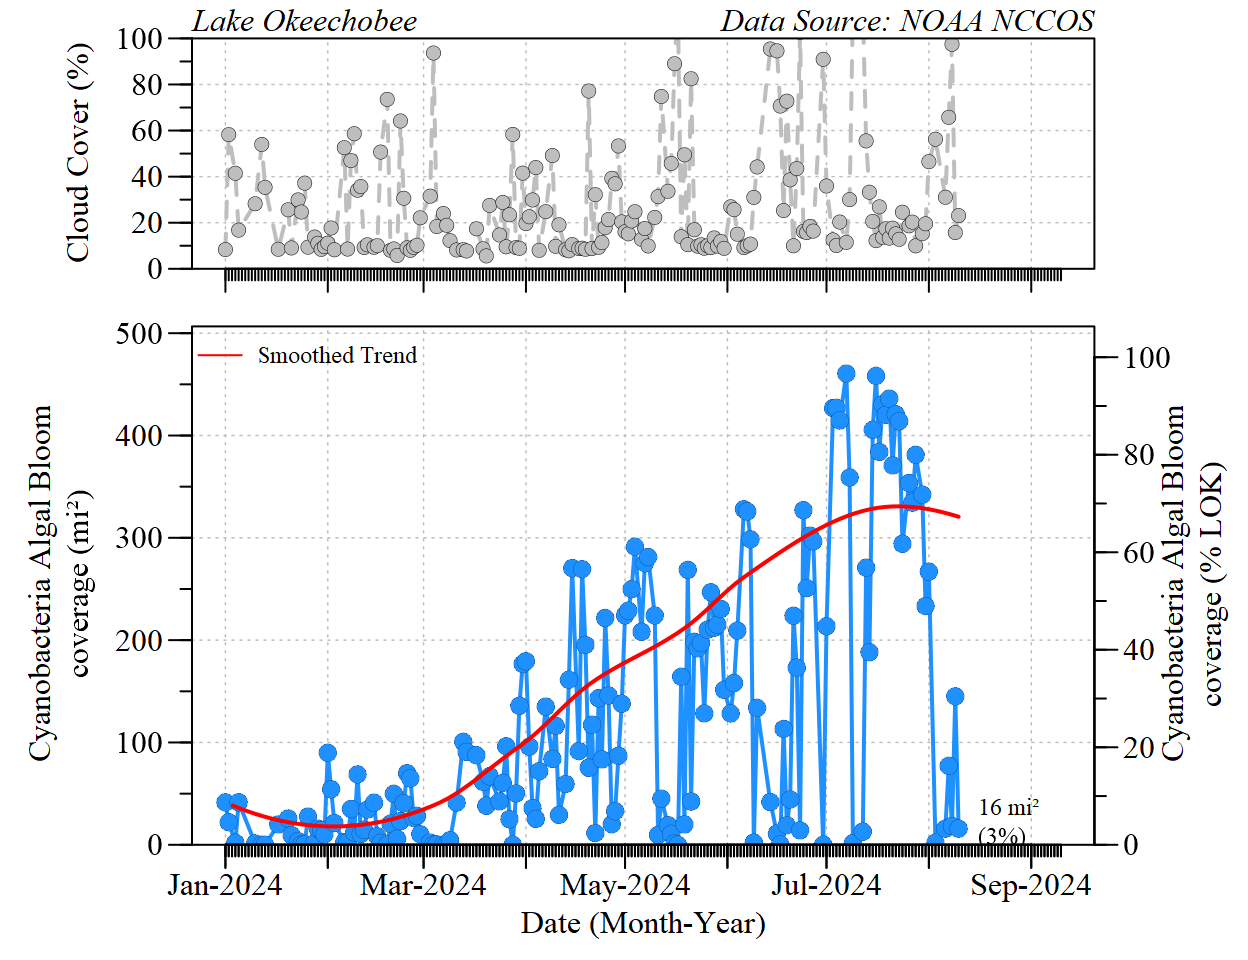 Lake Okeechobee Data Source: NOAA NCCOS
Cloud Cover (%)
100
80
60
40
20
0
Smoothed Trend
Cyanobacteria Algal Bloom
coverage (mi²)
500
400
300
200
100
0
100
80
60
40
20
0
Cyanobacteria Algal Bloom
coverage (% LOK)
16 mi²
(3%)
Jan-2024 Mar-2024 May-2024 Jul-2024 Sep-2024
Date (Month-Year)